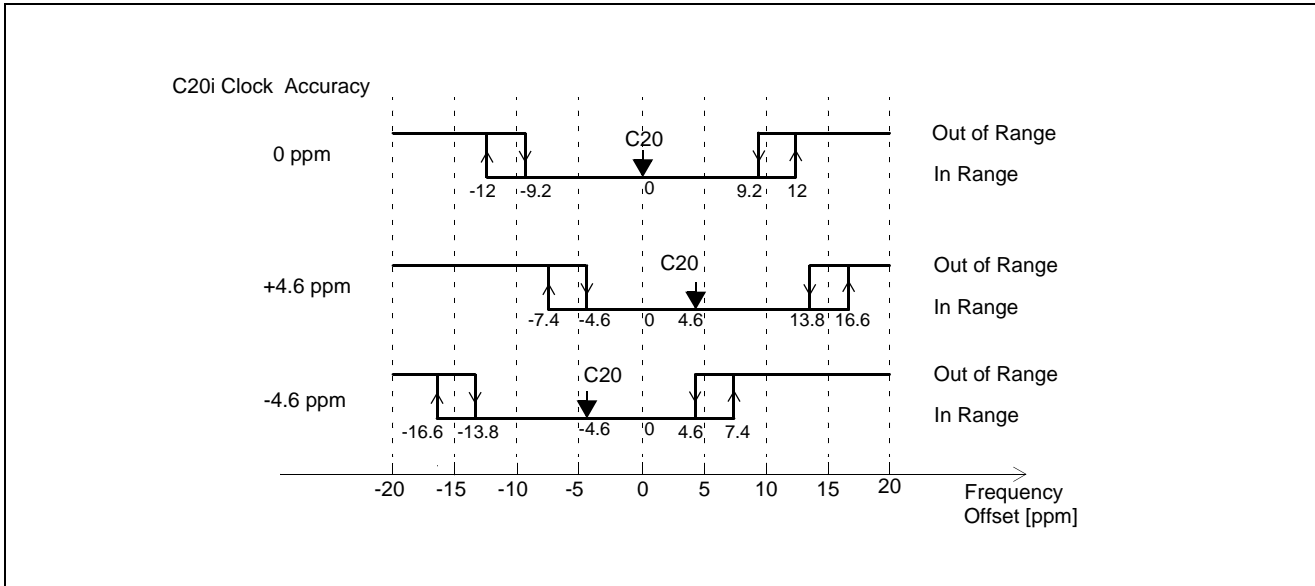 C20i Clock Accuracy
0 ppm
C20
Out of Range
In Range
-12 -9.2 0 9.2 12
+4.6 ppm
C20
Out of Range
In Range
-7.4 -4.6 0 4.6 13.8 16.6
-4.6 ppm
C20
Out of Range
In Range
-16.6 -13.8 -4.6 0 4.6 7.4
-20 -15 -10 -5 0 5 10 15 20
Frequency
Offset [ppm]